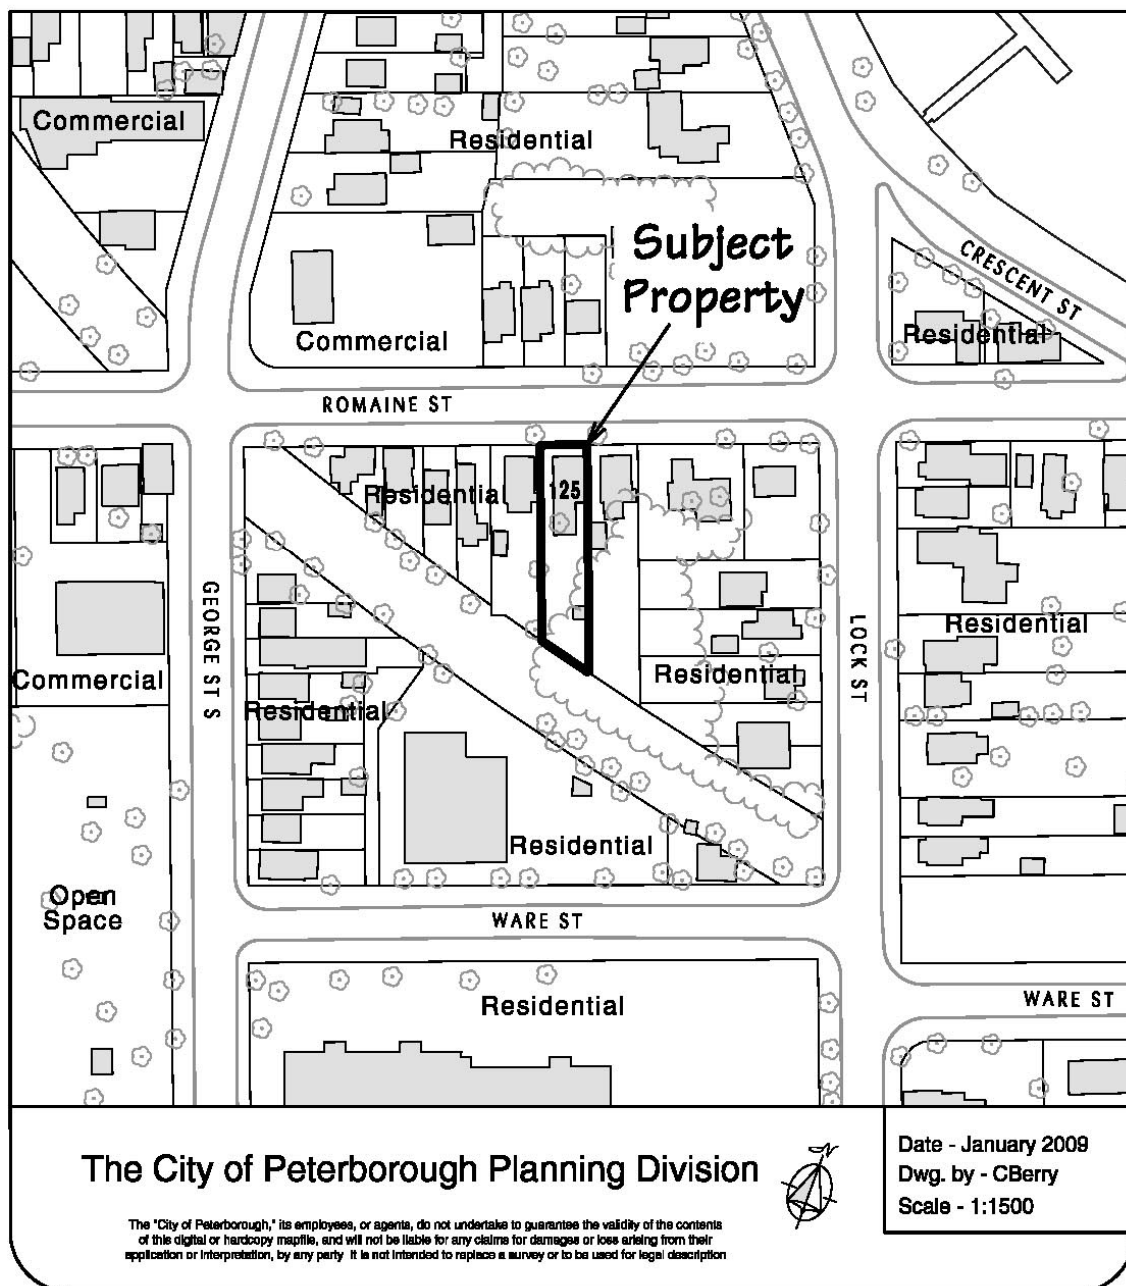 Commercial
Residential
Subject
Property
CRESCENT ST
Residential
Commercial
ROMAINE ST
Residential
125
GEORGE ST S
LOCK ST
Residential
Commercial
Residential
Residential
Residential
Open
Space
WARE ST
Residential
WARE ST
The City of Peterborough Planning Division
N
Date - January 2009
Dwg. by - CBerry
Scale - 1:1500
The "City of Peterborough," its employees, or agents, do not undertake to guarantee the validity of the contents
of this digital or hardcopy mapfile, and will not be liable for any claims for damages or loss arising from their
application or interpretation, by any party  It is not intended to replace a survey or to be used for legal description